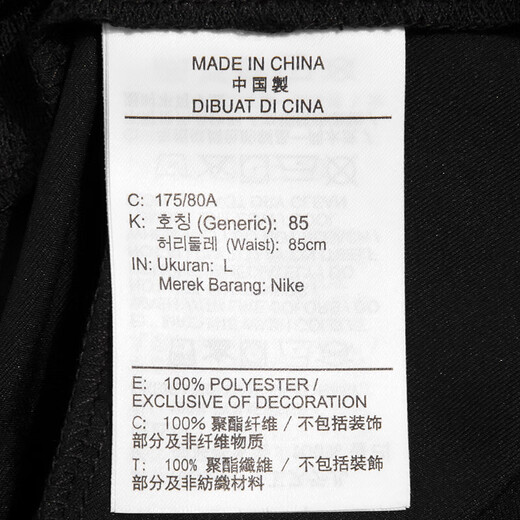 MADE IN CHINA
中国製
DIBUAT DI CINA
C: 175/80A
K: 호칭 (Generic): 85
허리둘레 (Waist): 85cm
IN: Ukuran: L
Merek Barang: Nike
E: 100% POLYESTER /
EXCLUSIVE OF DECORATION
C: 100% 聚酯纤维 / 不包括装饰
部分及非纤维物质
T: 100% 聚酯纖維 / 不包括裝飾
部分及非紡織材料